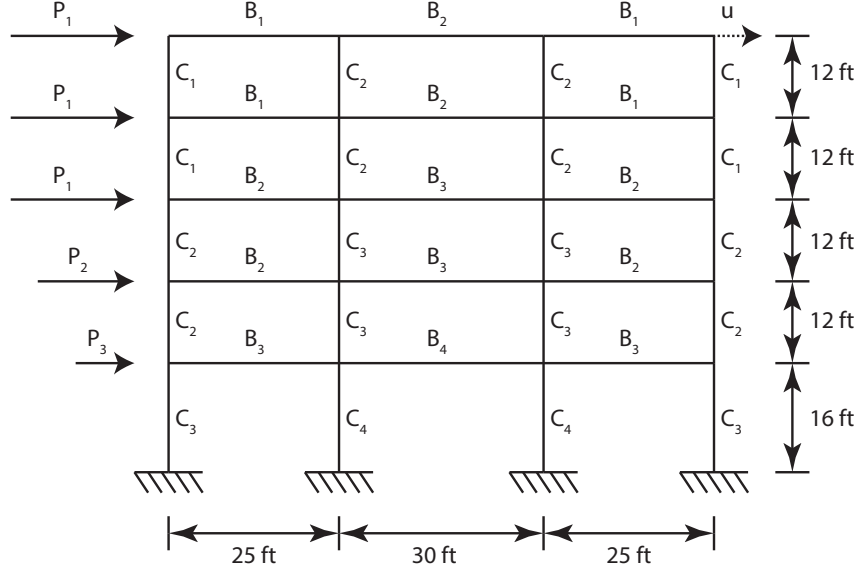 P₁ B₁ B₂ B₁ u
C₁ C₂ C₂ C₁ 12 ft
P₁ B₁ B₂ B₁
C₁ C₂ C₂ C₁ 12 ft
P₁ B₂ B₃ B₂
C₂ C₃ C₃ C₂ 12 ft
P₂ B₂ B₃ B₂
C₂ C₃ C₃ C₂ 12 ft
P₃ B₃ B₄ B₃
C₃ C₄ C₄ C₃ 16 ft
25 ft 30 ft 25 ft